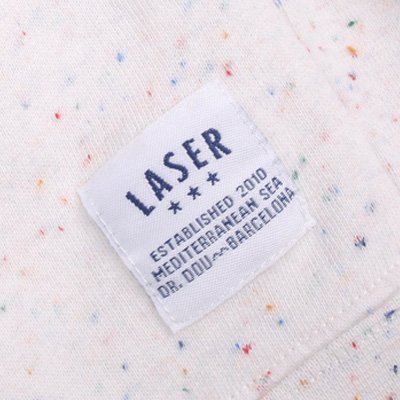 LASER
★★★
ESTABLISHED 2010
MEDITERRANEAN SEA
DR. DOU~~BARCELONA